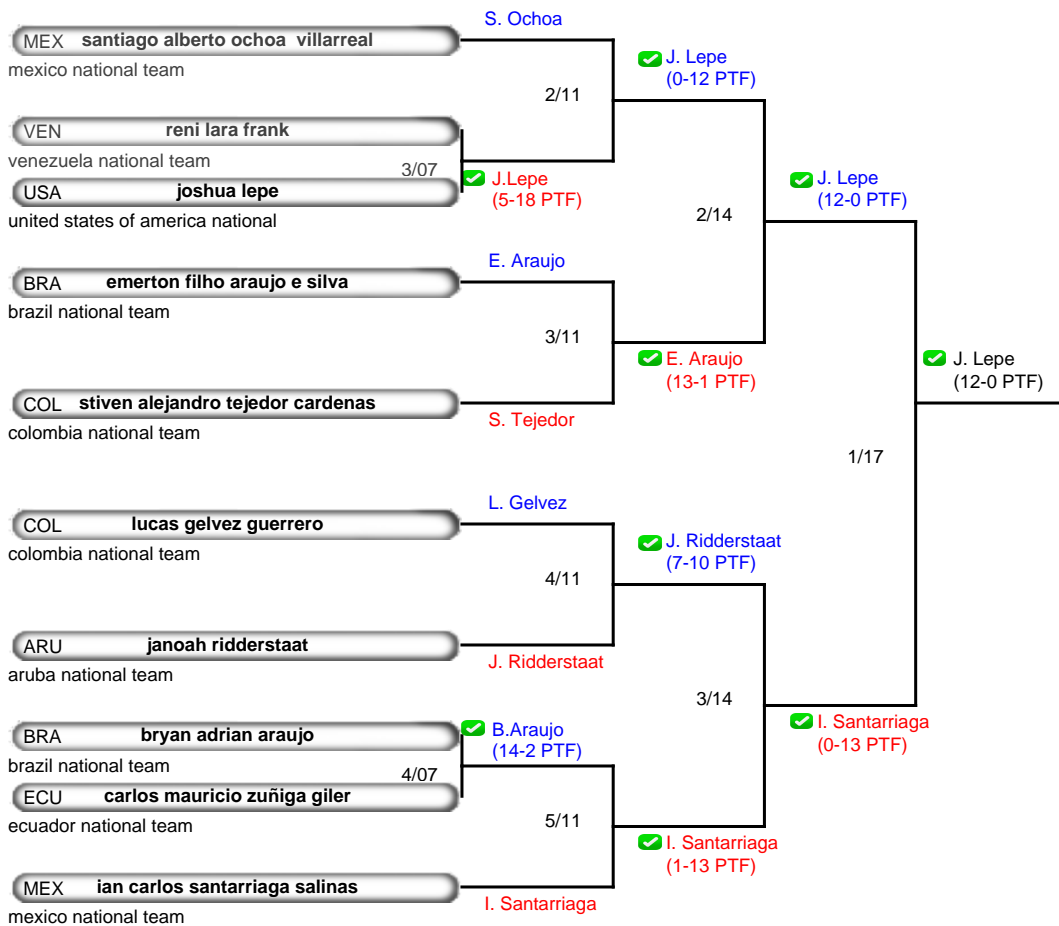 S. Ochoa
MEX santiago alberto ochoa villarreal
mexico national team
J. Lepe
(0-12 PTF)
2/11
VEN reni lara frank
venezuela national team
3/07
USA joshua lepe
J.Lepe
(5-18 PTF)
united states of america national
J. Lepe
(12-0 PTF)
2/14
E. Araujo
BRA emerton filho araujo e silva
brazil national team
3/11
E. Araujo
(13-1 PTF)
J. Lepe
(12-0 PTF)
COL stiven alejandro tejedor cardenas
S. Tejedor
colombia national team
1/17
L. Gelvez
COL lucas gelvez guerrero
colombia national team
J. Ridderstaat
(7-10 PTF)
4/11
ARU janoah ridderstaat
J. Ridderstaat
aruba national team
3/14
I. Santarriaga
(0-13 PTF)
BRA bryan adrian araujo
B.Araujo
(14-2 PTF)
brazil national team
4/07
ECU carlos mauricio zuñiga giler
ecuador national team
5/11
I. Santarriaga
(1-13 PTF)
MEX ian carlos santarriaga salinas
I. Santarriaga
mexico national team